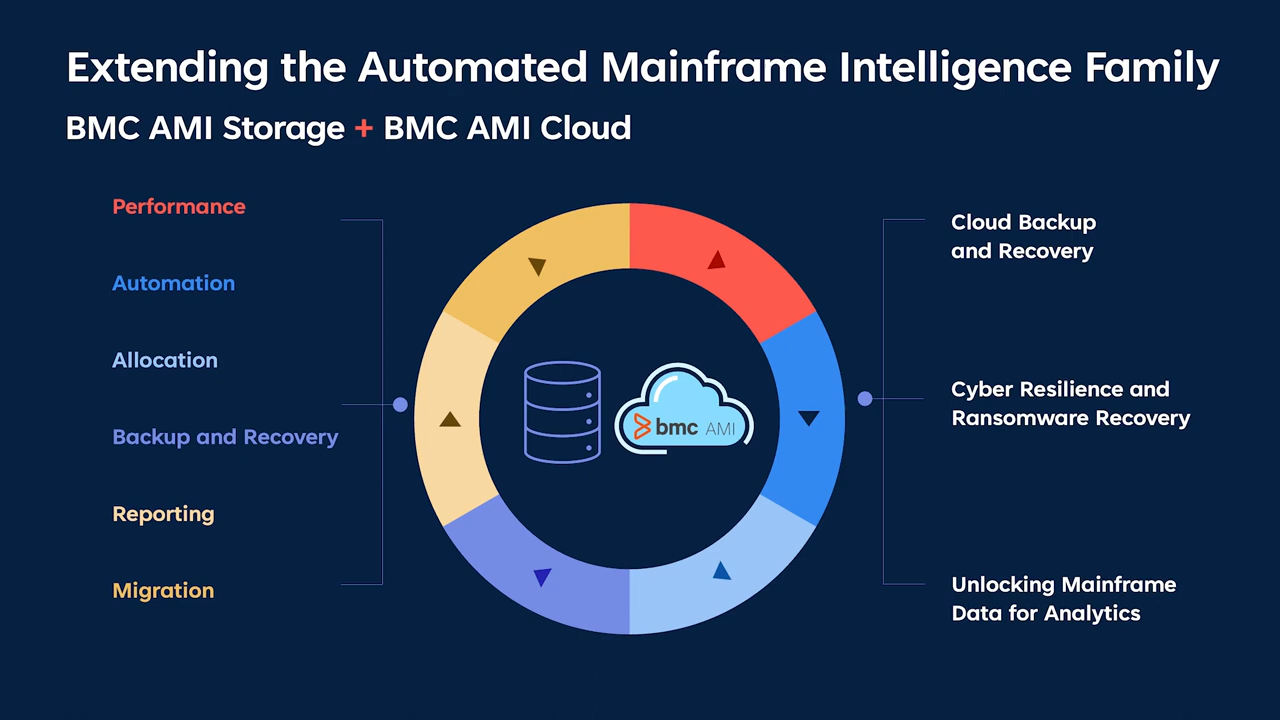 Extending the Automated Mainframe Intelligence Family
BMC AMI Storage + BMC AMI Cloud
Performance
Automation
Allocation
Backup and Recovery
Reporting
Migration
bmc AMI
Cloud Backup
and Recovery
Cyber Resilience and
Ransomware Recovery
Unlocking Mainframe
Data for Analytics